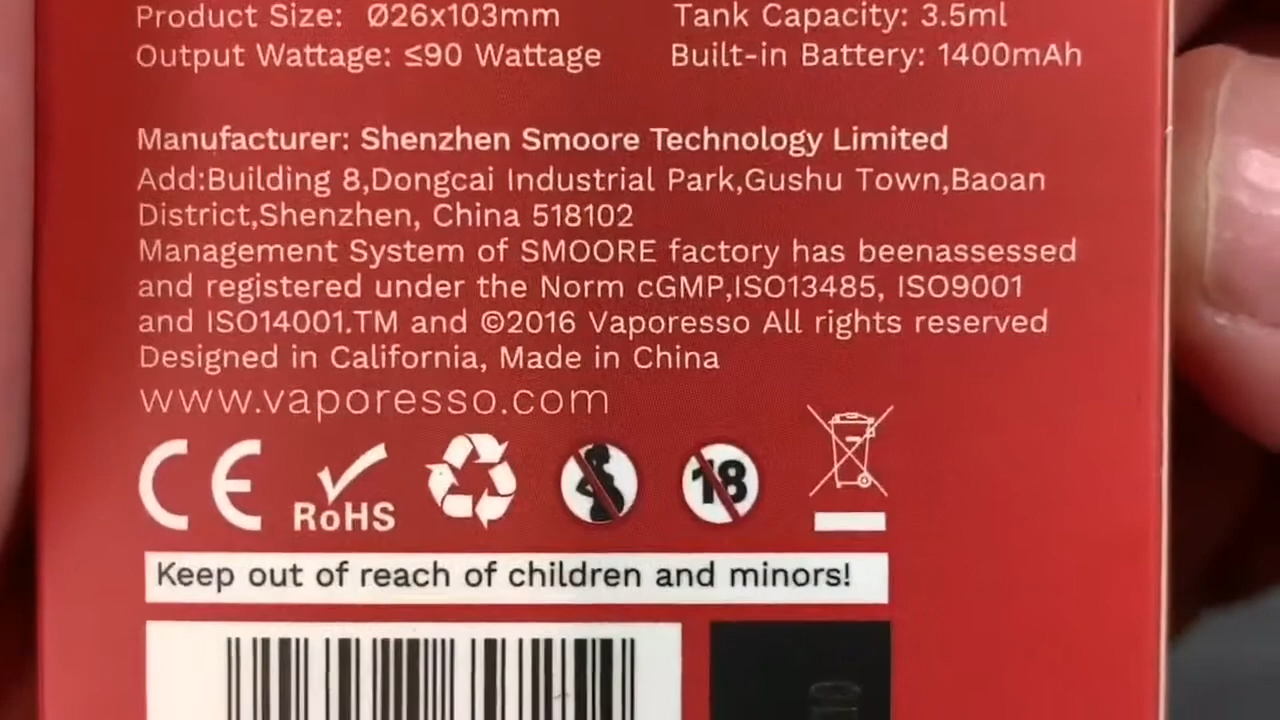 Product Size: Ø26x103mm Tank Capacity: 3.5ml
Output Wattage: ≤90 Wattage Built-in Battery: 1400mAh
Manufacturer: Shenzhen Smoore Technology Limited
Add:Building 8,Dongcai Industrial Park,Gushu Town,Baoan
District,Shenzhen, China 518102
Management System of SMOORE factory has beenassessed
and registered under the Norm cGMP,ISO13485, ISO9001
and ISO14001.TM and ©2016 Vaporesso All rights reserved
Designed in California, Made in China
www.vaporesso.com
CE RoHS 18
Keep out of reach of children and minors!